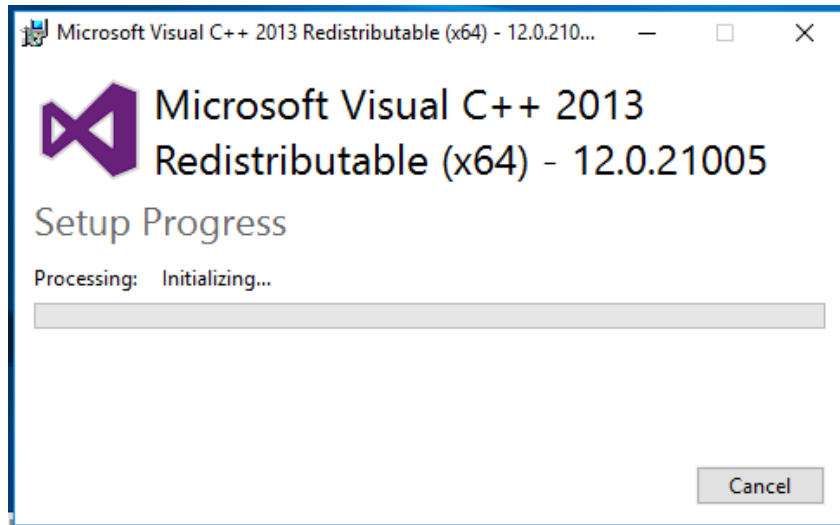 Microsoft Visual C++ 2013 Redistributable (x64) - 12.0.210...
Microsoft Visual C++ 2013
Redistributable (x64) - 12.0.21005
Setup Progress
Processing: Initializing...
Cancel